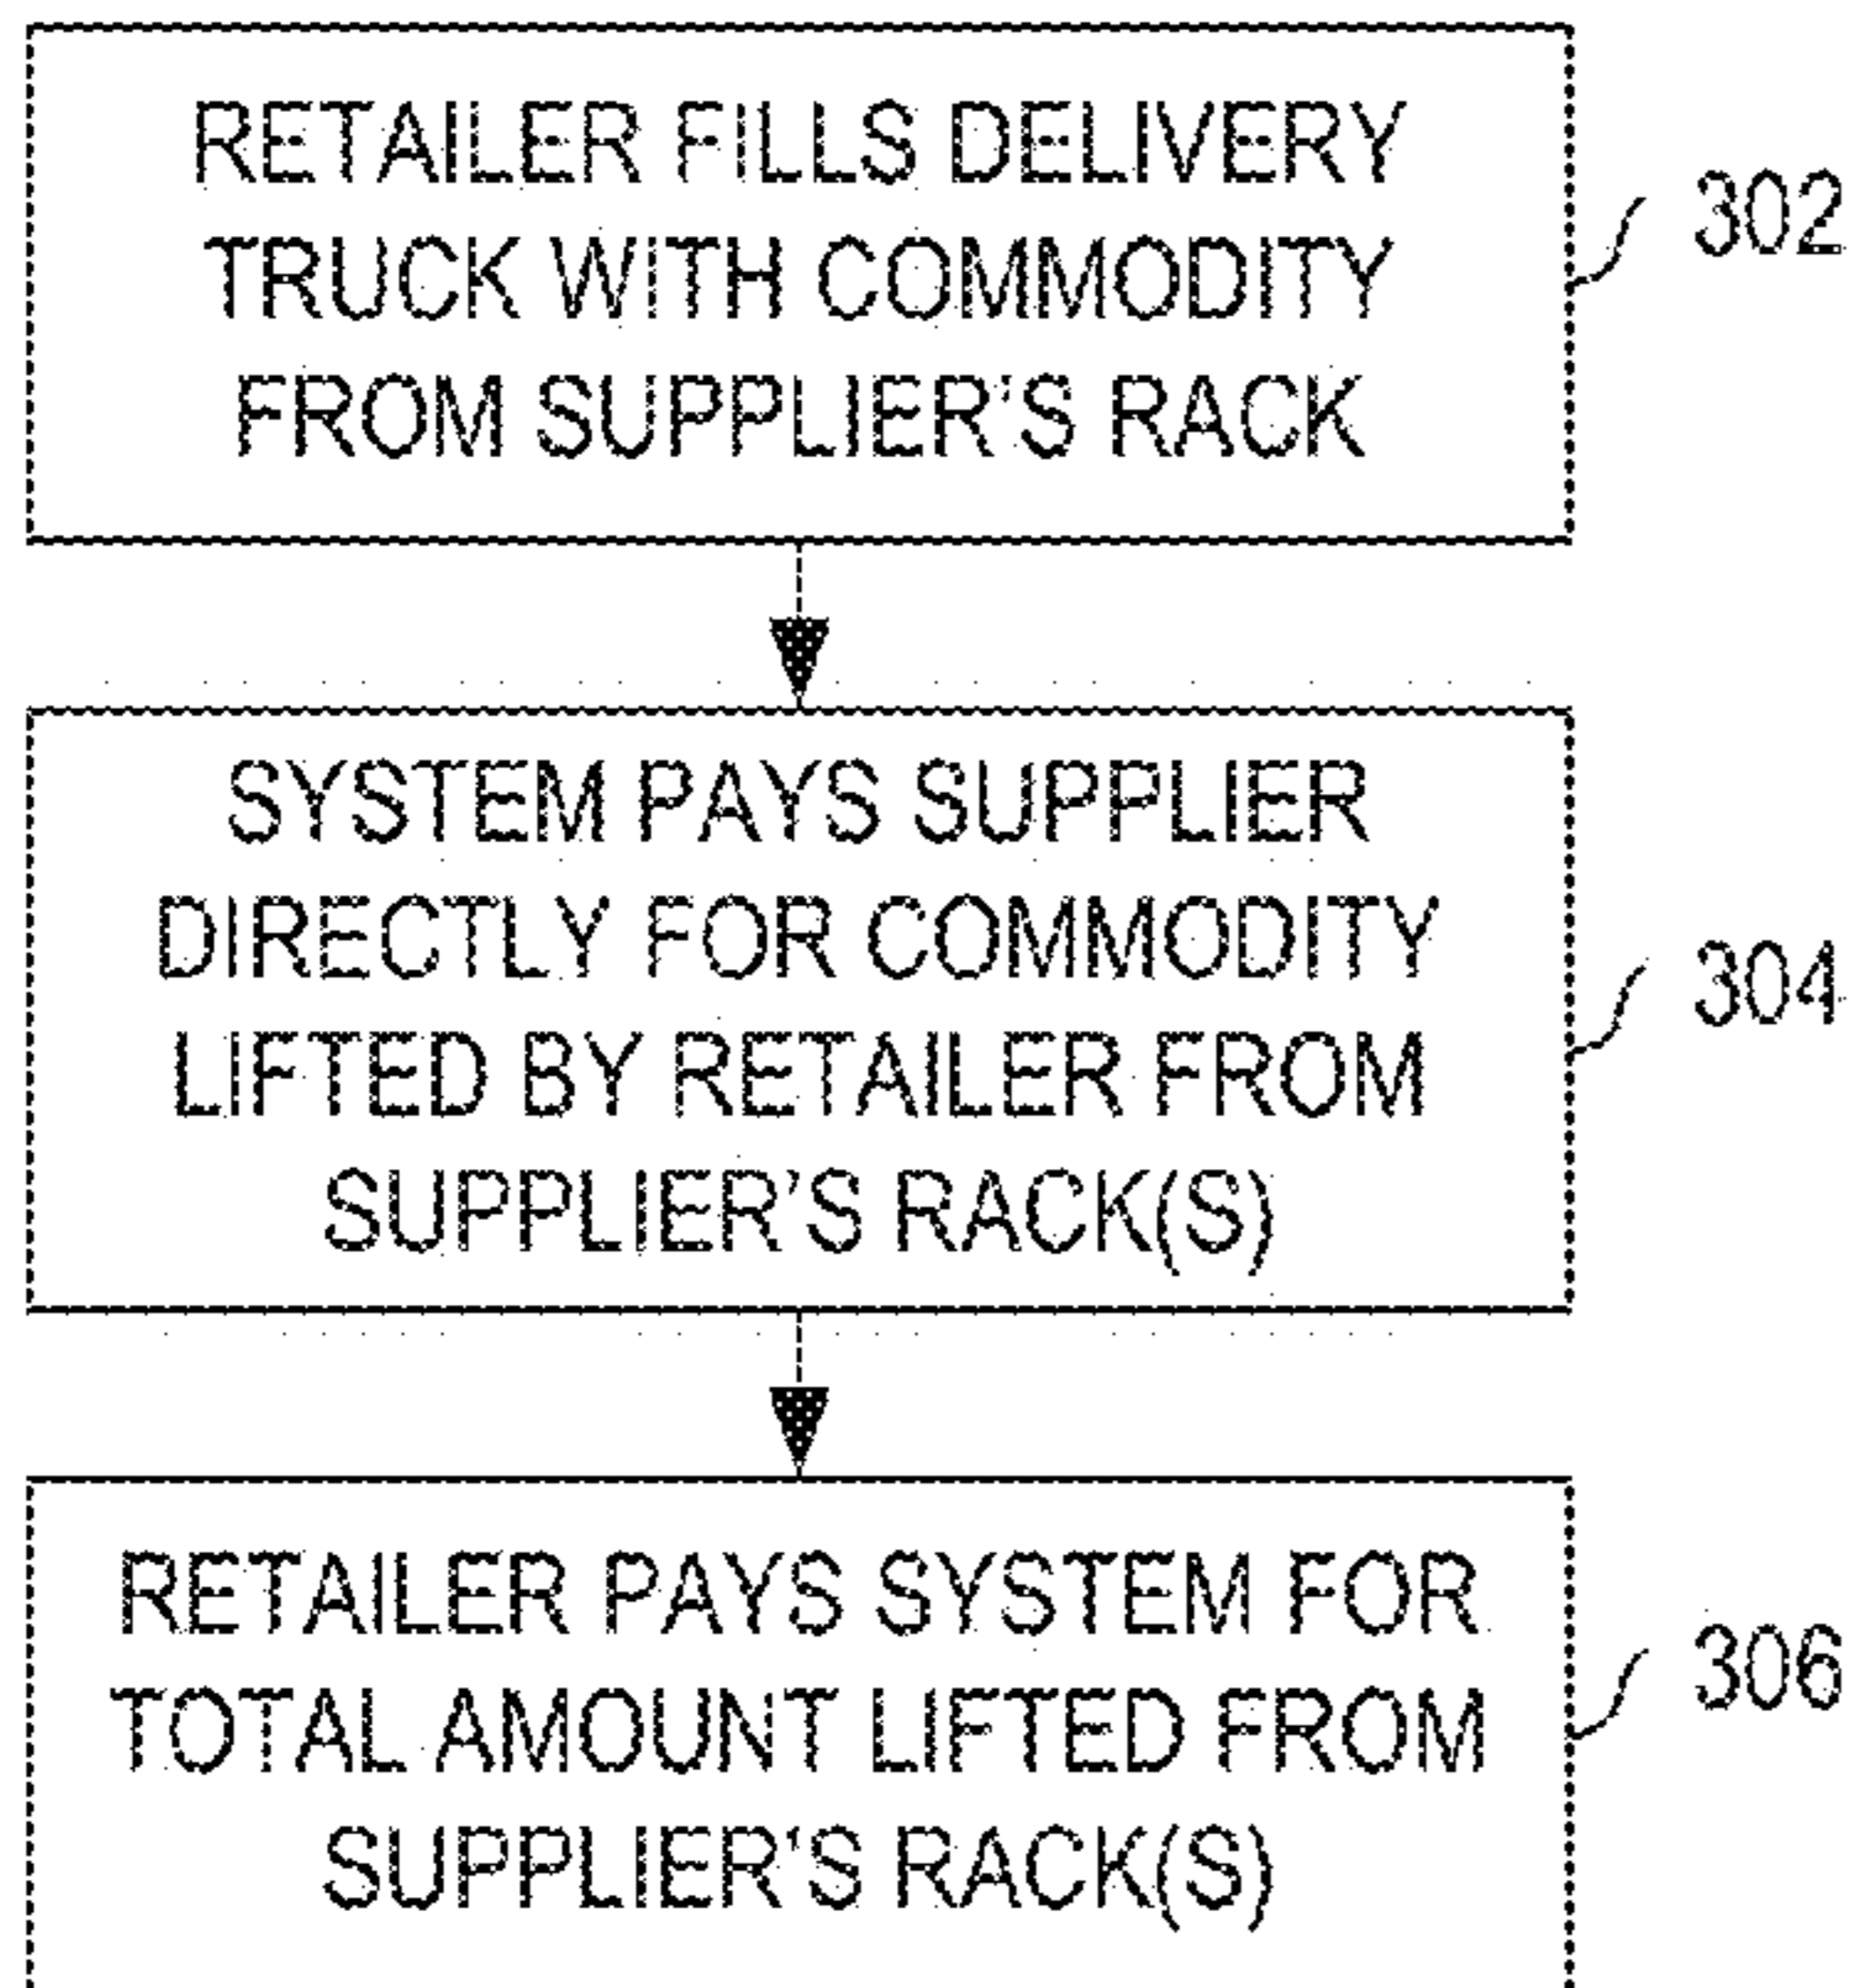 RETAILER FILLS DELIVERY
TRUCK WITH COMMODITY
FROM SUPPLIER'S RACK
302
SYSTEM PAYS SUPPLIER
DIRECTLY FOR COMMODITY
LIFTED BY RETAILER FROM
SUPPLIER'S RACK(S)
304
RETAILER PAYS SYSTEM FOR
TOTAL AMOUNT LIFTED FROM
SUPPLIER'S RACK(S)
306